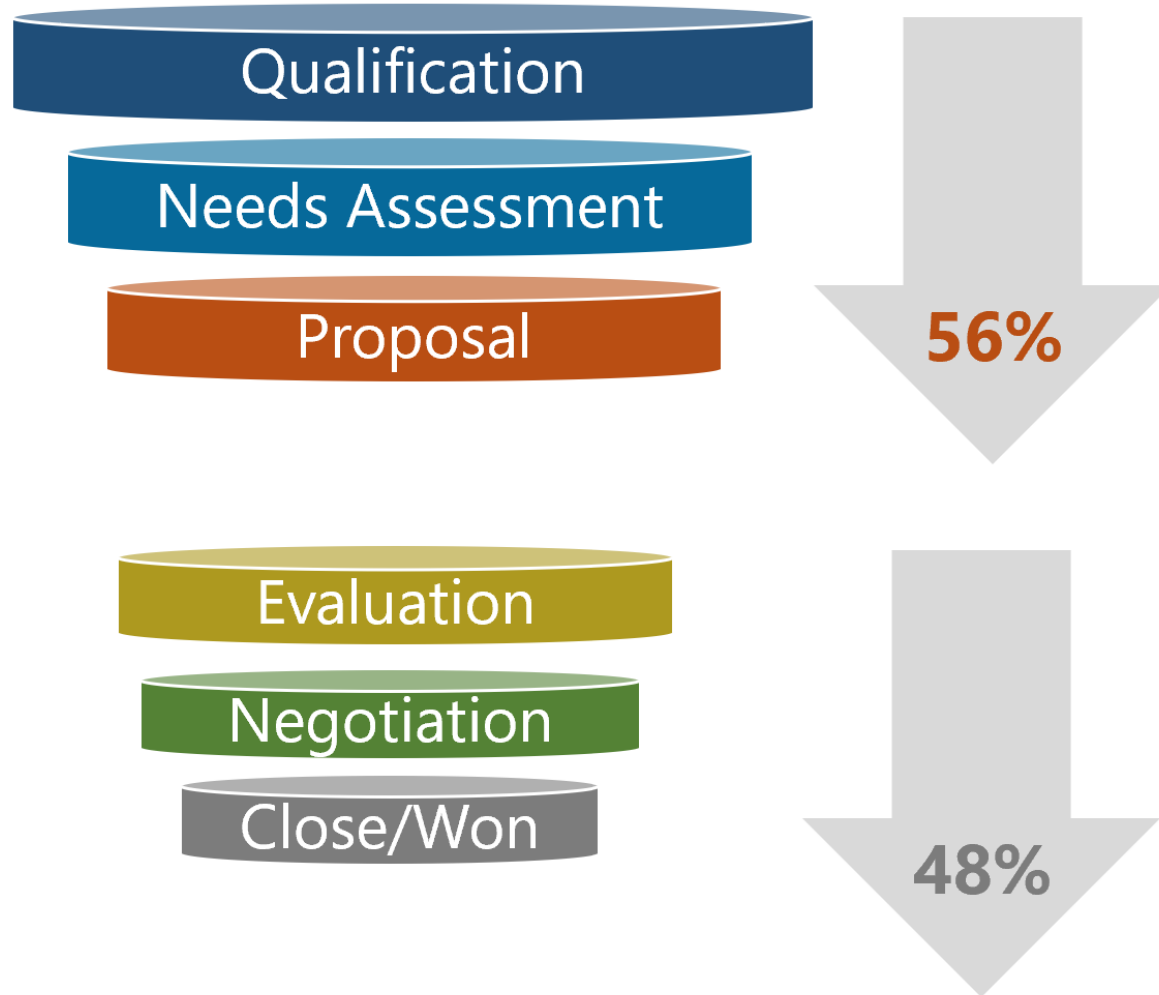 Qualification
Needs Assessment
Proposal
56%
Evaluation
Negotiation
Close/Won
48%